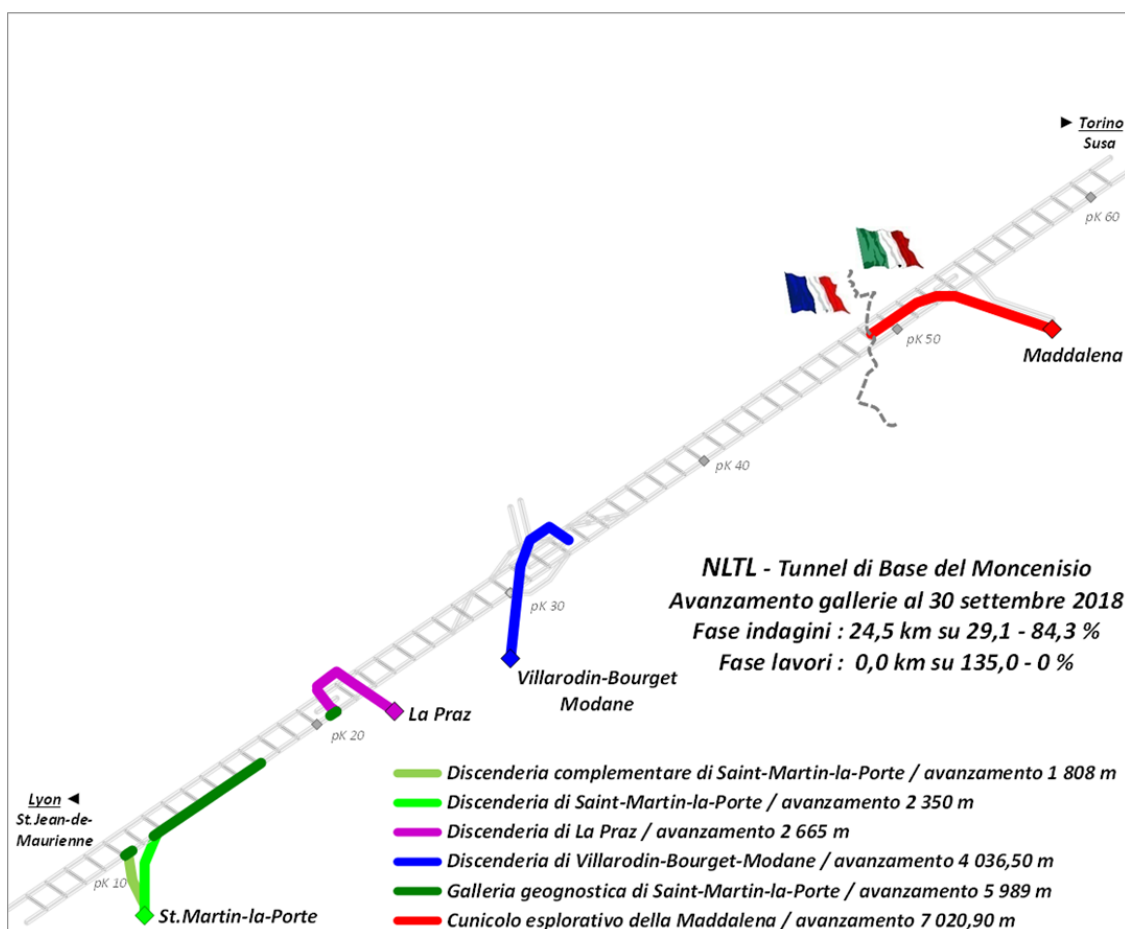 ► Torino
Susa
pK 60
pK 50
Maddalena
pK 40
NLTL - Tunnel di Base del Moncenisio
Avanzamento gallerie al 30 settembre 2018
Fase indagini : 24,5 km su 29,1 - 84,3 %
Fase lavori : 0,0 km su 135,0 - 0 %
pK 30
Villarodin-Bourget
Modane
La Praz
pK 20
Lyon ◄
St.Jean-de-
Maurienne
pK 10
St.Martin-la-Porte
Discenderia complementare di Saint-Martin-la-Porte / avanzamento 1 808 m
Discenderia di Saint-Martin-la-Porte / avanzamento 2 350 m
Discenderia di La Praz / avanzamento 2 665 m
Discenderia di Villarodin-Bourget-Modane / avanzamento 4 036,50 m
Galleria geognostica di Saint-Martin-la-Porte / avanzamento 5 989 m
Cunicolo esplorativo della Maddalena / avanzamento 7 020,90 m